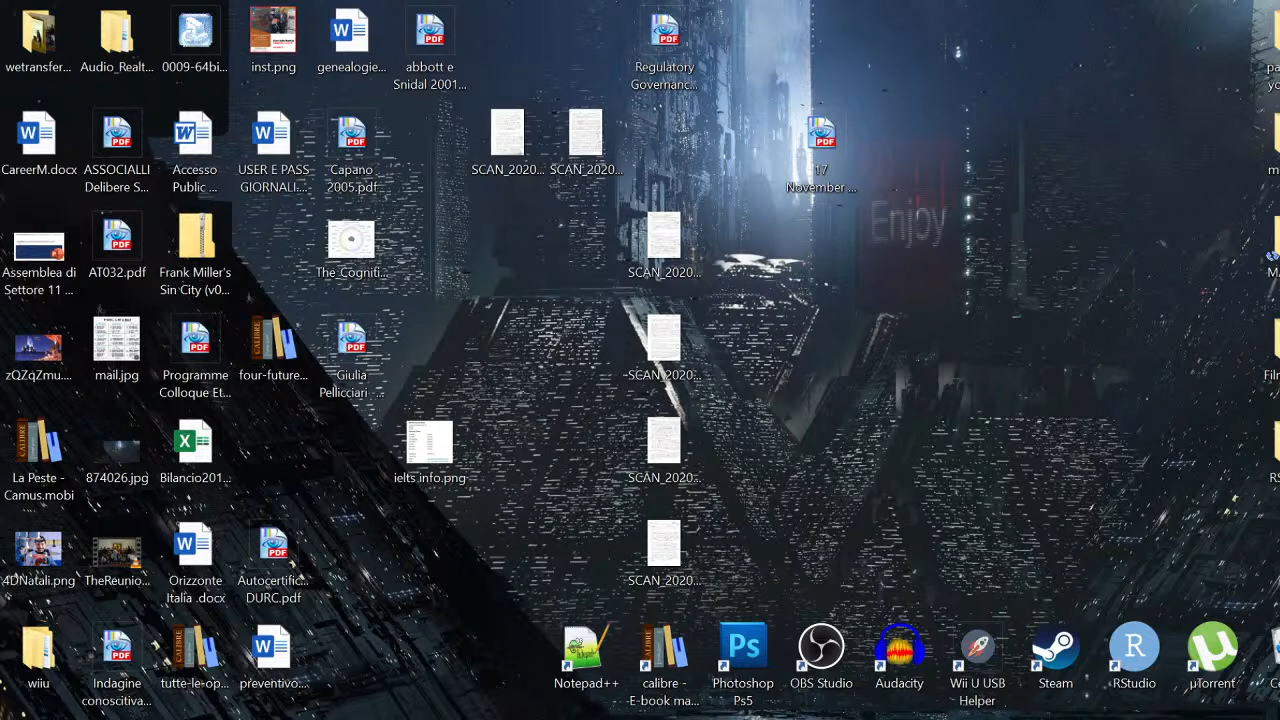 wetransfer...
Audio_Realt...
0009-64bi...
inst.png
genealogie...
abbott e
Snidal 2001...
Regulatory
Governanc...
CarerM.docx
ASSOCIALLI
Delibere S...
Accesso
Public ...
USER E PASS
GIORNALI....
Capano
2005.pdf
SCAN_2020...
SCAN_2020...
17
November ...
Enjoy
Assemblea di
Settore 11 ...
AT032.pdf
Frank Miller's
Sin City (v0...
The_Cogniti...
SCAN_2020...
zQZqZmu....
mail.jpg
Programme
Colloque Et...
four-future...
Giulia
Pellicciari -...
SCAN_2020...
La Peste -
Camus.mobi
874026.jpg
Bilancio20...
ielts info.png
SCAN_2020...
4DNa0ui.png
TheReunio...
Orizzonte
Italia .docx
Autocertific...
DURC.pdf
SCAN_2020...
wiiu
Indagine
conoscitiva...
tutte-le-op...
preventivo....
Notepad++
calibre -
E-book ma...
Photoshop
Ps5
OBS Studio
Audacity
Wii U USB
Helper
Steam
RStudio
µTorrent